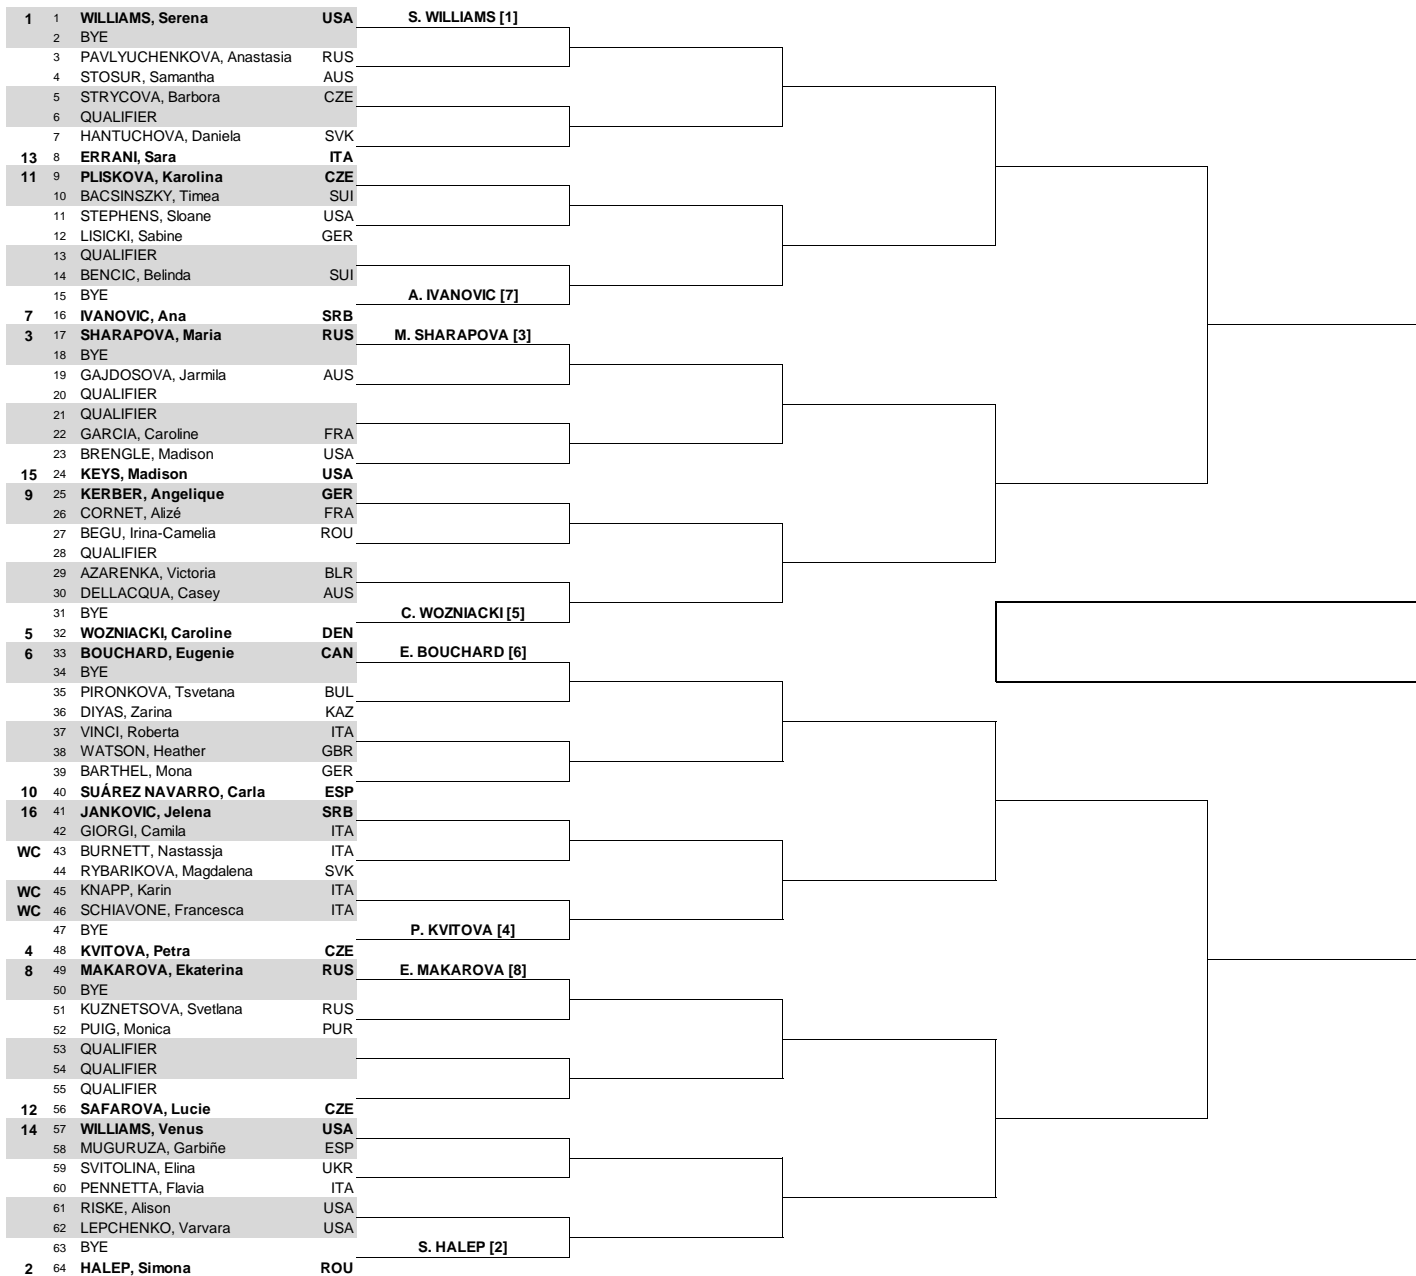 1 1 WILLIAMS, Serena USA S. WILLIAMS [1]
2 BYE
3 PAVLYUCHENKOVA, Anastasia RUS
4 STOSUR, Samantha AUS
5 STRYCOVA, Barbora CZE
6 QUALIFIER
7 HANTUCHOVA, Daniela SVK
13 8 ERRANI, Sara ITA
11 9 PLISKOVA, Karolina CZE
10 BACSINSZKY, Timea SUI
11 STEPHENS, Sloane USA
12 LISICKI, Sabine GER
13 QUALIFIER
14 BENCIC, Belinda SUI
15 BYE A. IVANOVIC [7]
7 16 IVANOVIC, Ana SRB
3 17 SHARAPOVA, Maria RUS M. SHARAPOVA [3]
18 BYE
19 GAJDOSOVA, Jarmila AUS
20 QUALIFIER
21 QUALIFIER
22 GARCIA, Caroline FRA
23 BRENGLE, Madison USA
15 24 KEYS, Madison USA
9 25 KERBER, Angelique GER
26 CORNET, Alizé FRA
27 BEGU, Irina-Camelia ROU
28 QUALIFIER
29 AZARENKA, Victoria BLR
30 DELLACQUA, Casey AUS
31 BYE C. WOZNIACKI [5]
5 32 WOZNIACKI, Caroline DEN
6 33 BOUCHARD, Eugenie CAN E. BOUCHARD [6]
34 BYE
35 PIRONKOVA, Tsvetana BUL
36 DIYAS, Zarina KAZ
37 VINCI, Roberta ITA
38 WATSON, Heather GBR
39 BARTHEL, Mona GER
10 40 SUÁREZ NAVARRO, Carla ESP
16 41 JANKOVIC, Jelena SRB
42 GIORGI, Camila ITA
WC 43 BURNETT, Nastassja ITA
44 RYBARIKOVA, Magdalena SVK
WC 45 KNAPP, Karin ITA
WC 46 SCHIAVONE, Francesca ITA
47 BYE P. KVITOVA [4]
4 48 KVITOVA, Petra CZE
8 49 MAKAROVA, Ekaterina RUS E. MAKAROVA [8]
50 BYE
51 KUZNETSOVA, Svetlana RUS
52 PUIG, Monica PUR
53 QUALIFIER
54 QUALIFIER
55 QUALIFIER
12 56 SAFAROVA, Lucie CZE
14 57 WILLIAMS, Venus USA
58 MUGURUZA, Garbiñe ESP
59 SVITOLINA, Elina UKR
60 PENNETTA, Flavia ITA
61 RISKE, Alison USA
62 LEPCHENKO, Varvara USA
63 BYE S. HALEP [2]
2 64 HALEP, Simona ROU